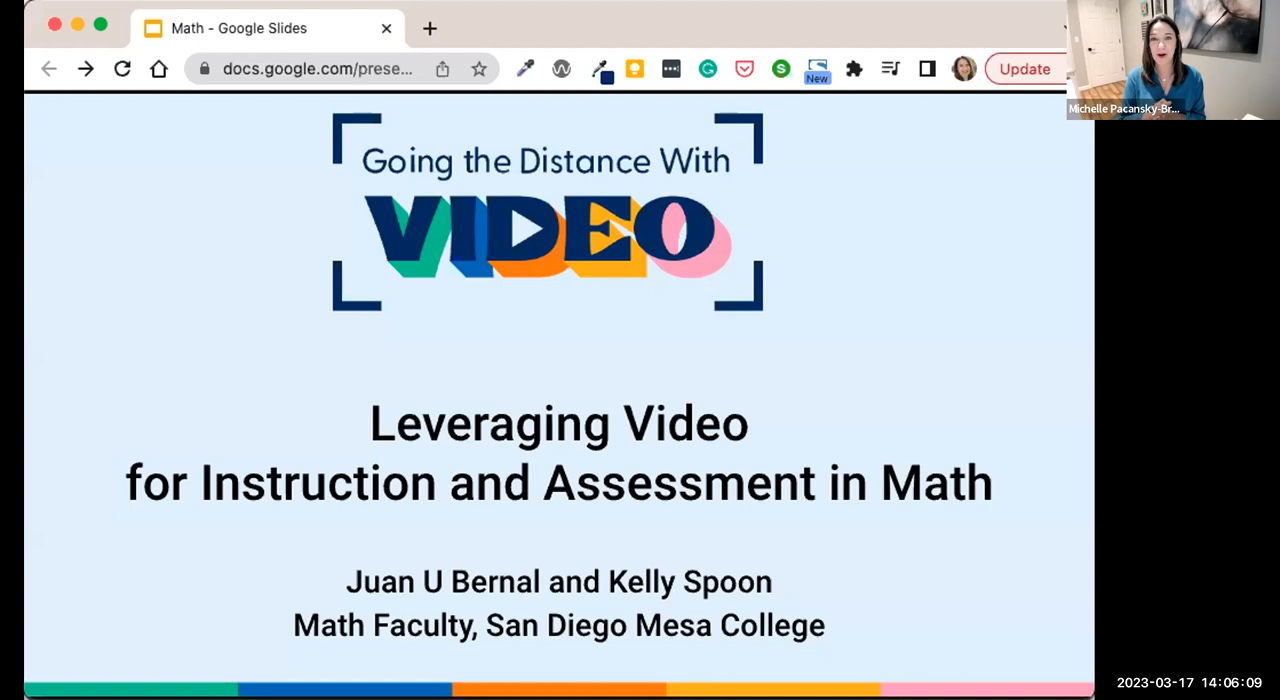 Math - Google Slides
docs.google.com/prese...
New
Update
Michelle Pacansky-Br...
Going the Distance With
VIDEO
Leveraging Video
for Instruction and Assessment in Math
Juan U Bernal and Kelly Spoon
Math Faculty, San Diego Mesa College
2023-03-17 14:06:09